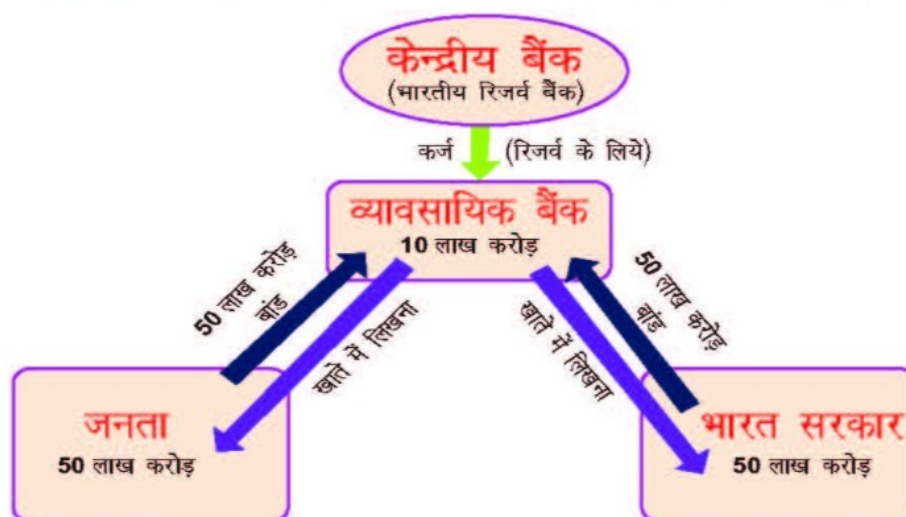 केन्द्रीय बैंक
(भारतीय रिजर्व बैंक)
कर्ज (रिजर्व के लिये)
व्यावसायिक बैंक
10 लाख करोड़
50 लाख करोड़
बांड
खाते में लिखना
खाते में लिखना
50 लाख करोड़
बांड
जनता
50 लाख करोड़
भारत सरकार
50 लाख करोड़